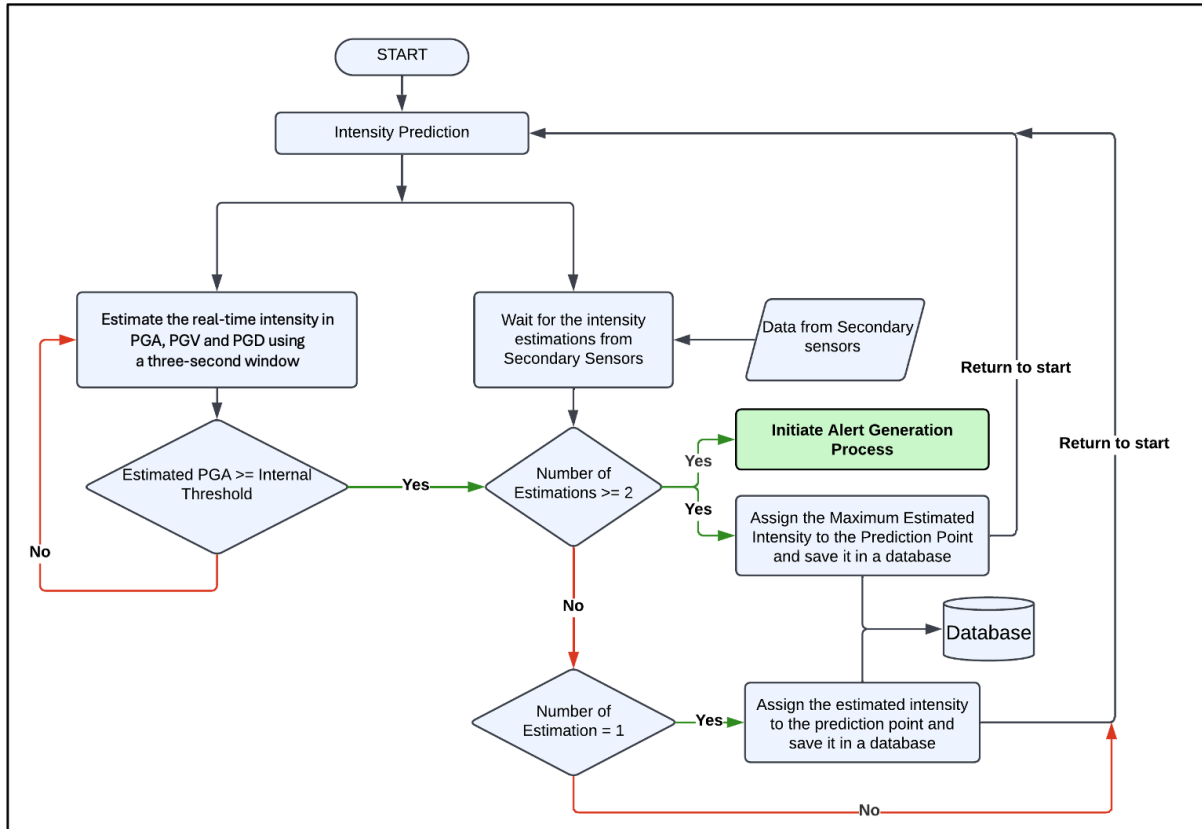 START
Intensity Prediction
Estimate the real-time intensity in
PGA, PGV and PGD using
a three-second window
Wait for the intensity
estimations from
Secondary Sensors
Data from Secondary
sensors
Return to start
Return to start
Initiate Alert Generation
Process
Estimated PGA >= Internal
Threshold
Yes
Number of
Estimations >= 2
Yes
Yes
Assign the Maximum Estimated
Intensity to the Prediction Point
and save it in a database
No
No
Database
Number of
Estimation = 1
Yes
Assign the estimated intensity
to the prediction point and
save it in a database
No